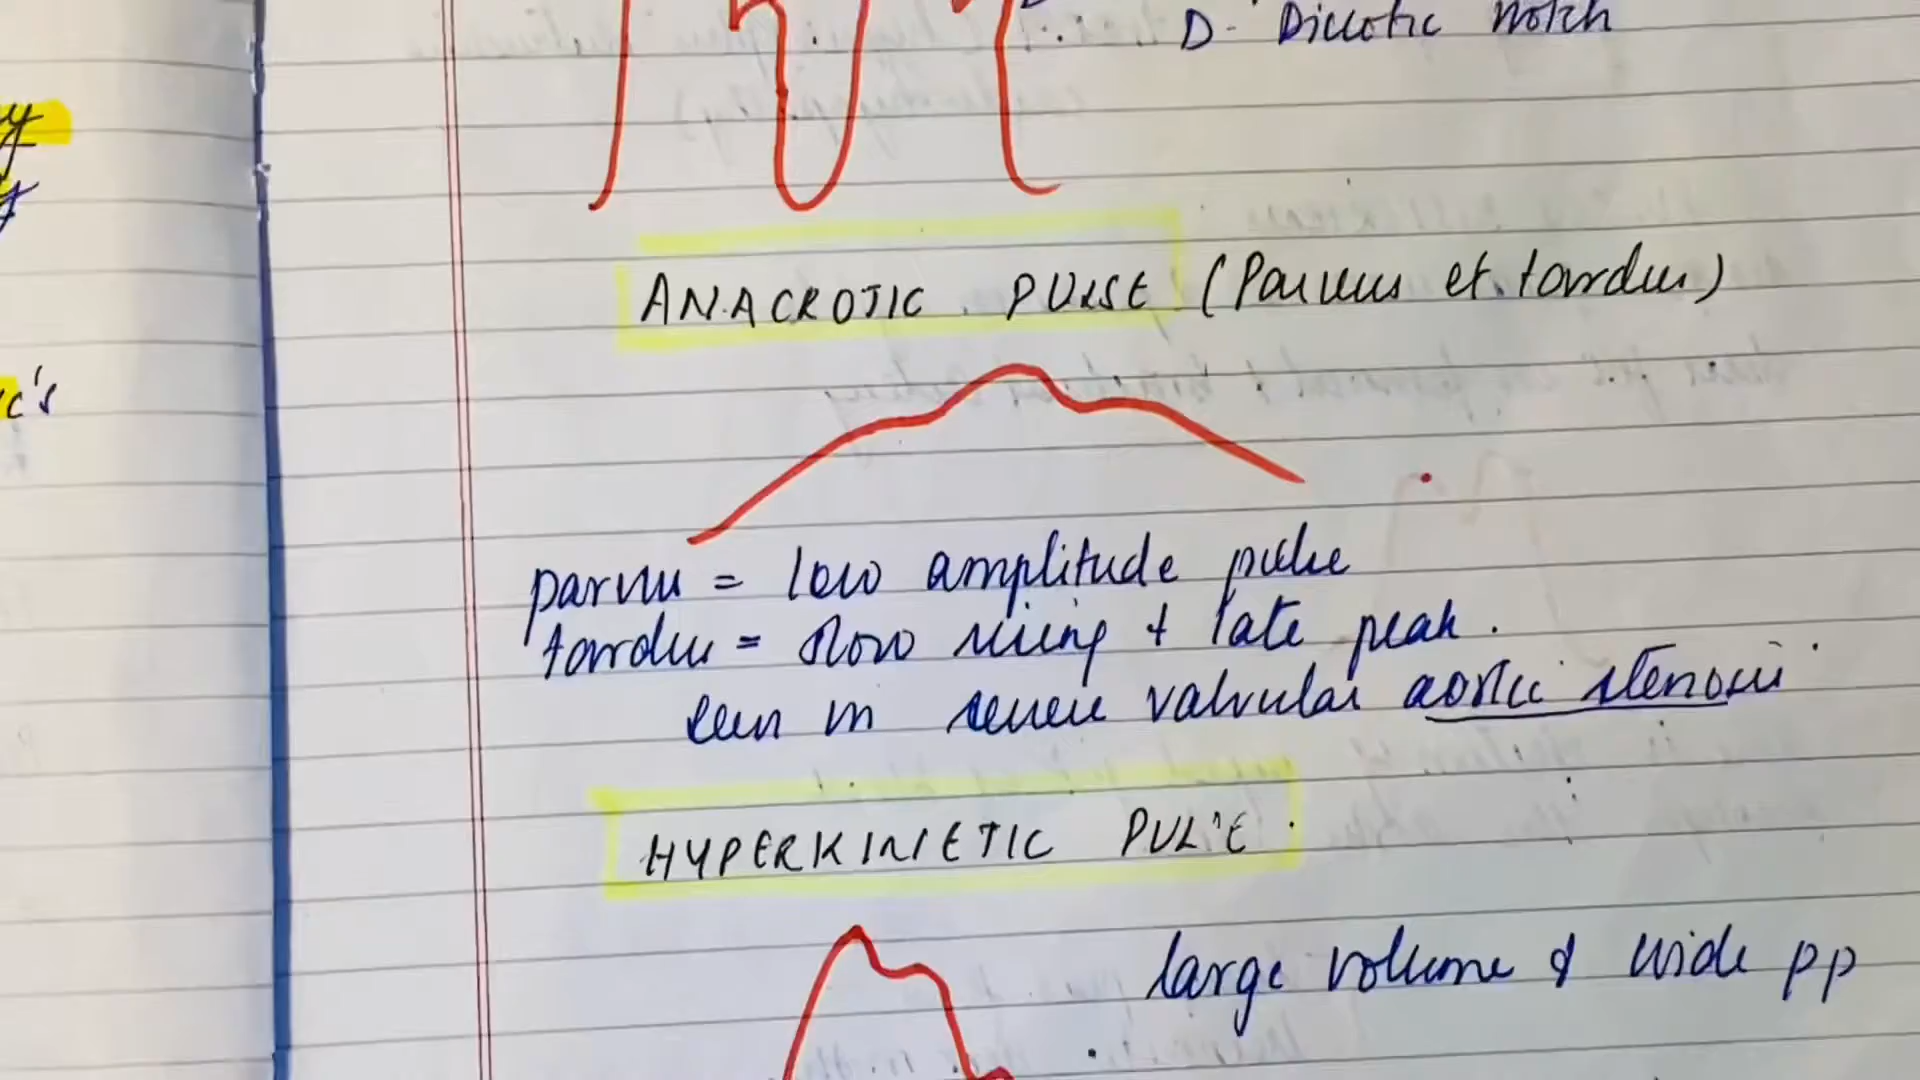 D - Dicrotic Notch
y
c's
ANACROTIC PULSE (Parvus et tardus)
parvus = low amplitude pulse
tardus = slow rising + late peak.
seen in severe valvular aortic stenosis
HYPERKINETIC PULSE
large volume & wide pp